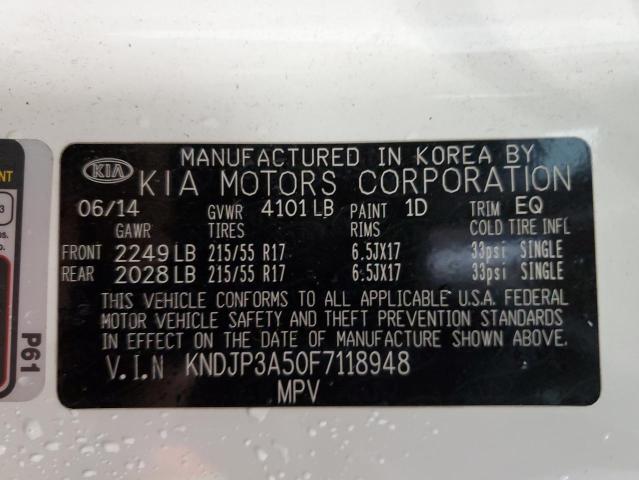 KIA
MANUFACTURED IN KOREA BY
KIA MOTORS CORPORATION
06/14 GVWR 4101 LB PAINT 1D TRIM EQ
GAWR TIRES RIMS COLD TIRE INFL
FRONT 2249 LB 215/55 R17 6.5JX17 33psi SINGLE
REAR 2028 LB 215/55 R17 6.5JX17 33psi SINGLE
THIS VEHICLE CONFORMS TO ALL APPLICABLE U.S.A. FEDERAL
MOTOR VEHICLE SAFETY AND THEFT PREVENTION STANDARDS
IN EFFECT ON THE DATE OF MANUFACTURE SHOWN ABOVE.
V.I.N KNDJP3A50F7118948
MPV
NT
3
P61